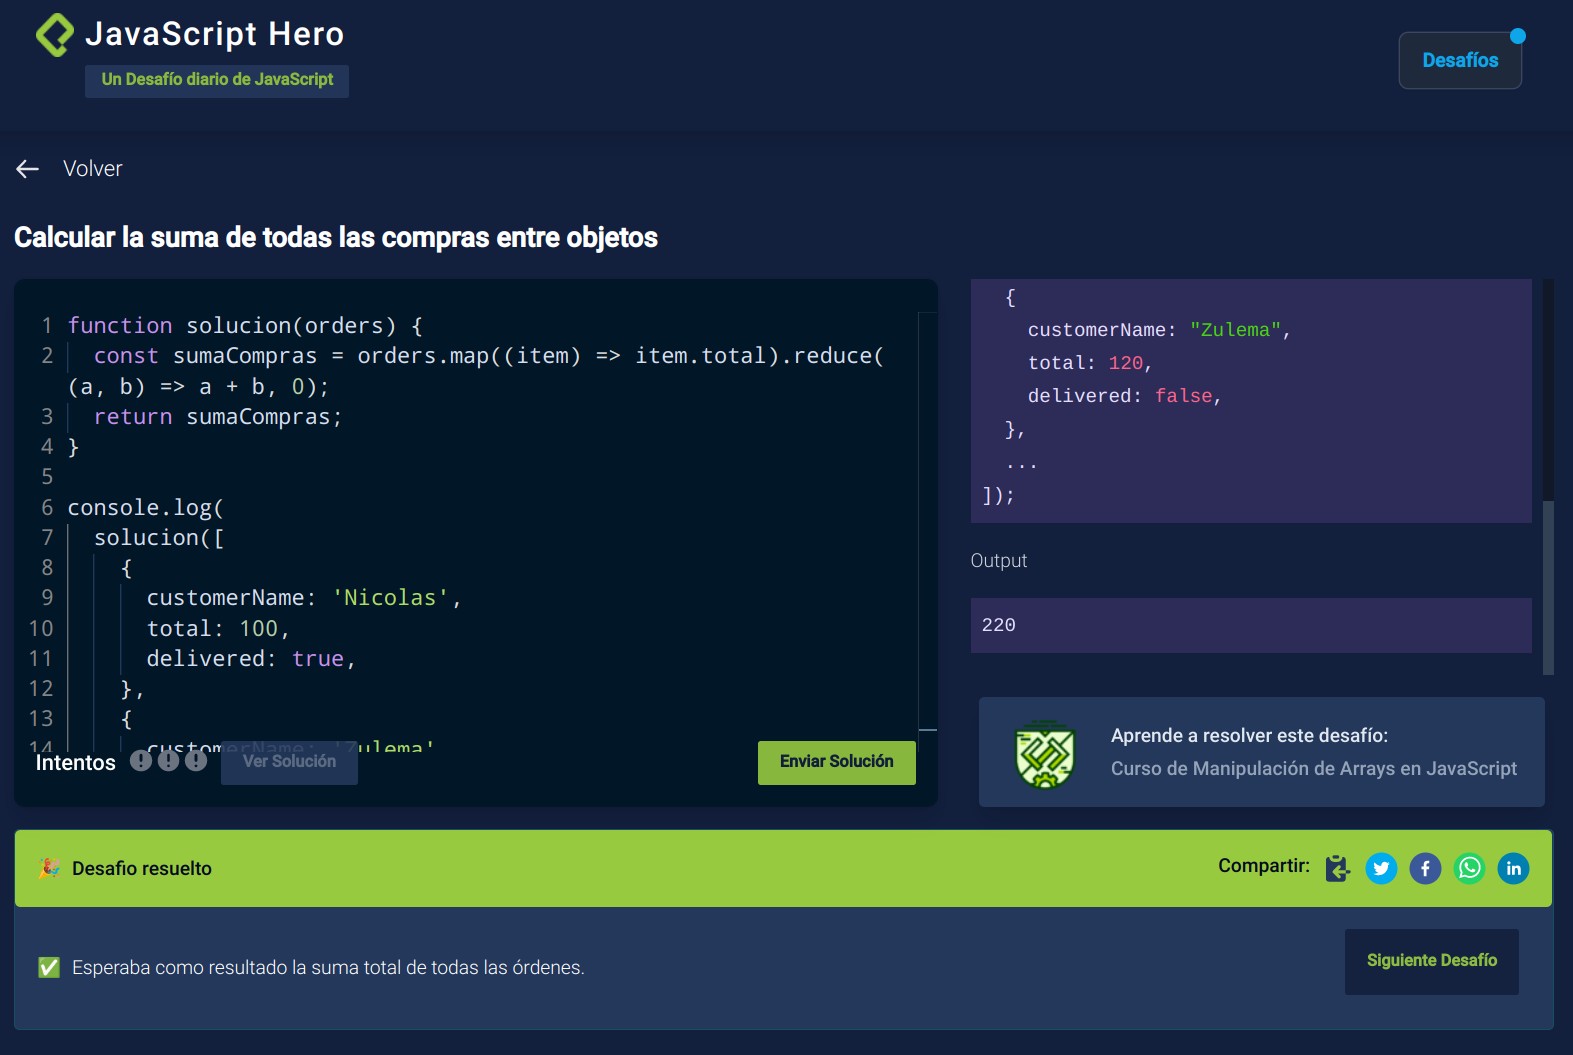 JavaScript Hero
Un Desafío diario de JavaScript
Desafíos
Volver
Calcular la suma de todas las compras entre objetos
1 function solucion(orders) {
2 const sumaCompras = orders.map((item) => item.total).reduce(
(a, b) => a + b, 0);
3 return sumaCompras;
4 }
5
6 console.log(
7 solucion([
8 {
9 customerName: 'Nicolas',
10 total: 100,
11 delivered: true,
12 },
13 {
14 customerName: 'Zulema'
Intentos
Ver Solución
Enviar Solución
{
customerName: "Zulema",
total: 120,
delivered: false,
},
...
]);
Output
220
Aprende a resolver este desafío:
Curso de Manipulación de Arrays en JavaScript
Desafio resuelto
Compartir:
Esperaba como resultado la suma total de todas las órdenes.
Siguiente Desafío